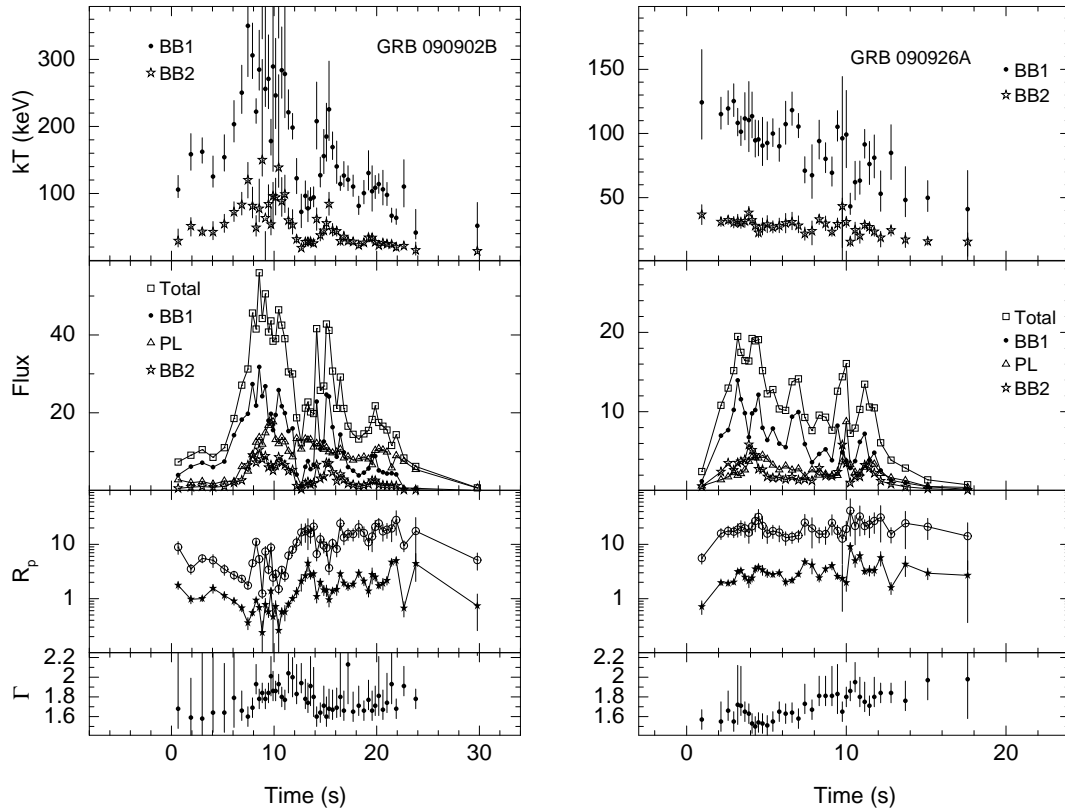 GRB 090902B
BB1
BB2
kT (keV)
300
200
100
Total
BB1
PL
BB2
Flux
40
20
R_p
10
1
Γ
2.2
2
1.8
1.6
0 10 20 30
Time (s)
GRB 090926A
BB1
BB2
150
100
50
Total
BB1
PL
BB2
20
10
0
10
1
2.2
2
1.8
1.6
0 10 20
Time (s)